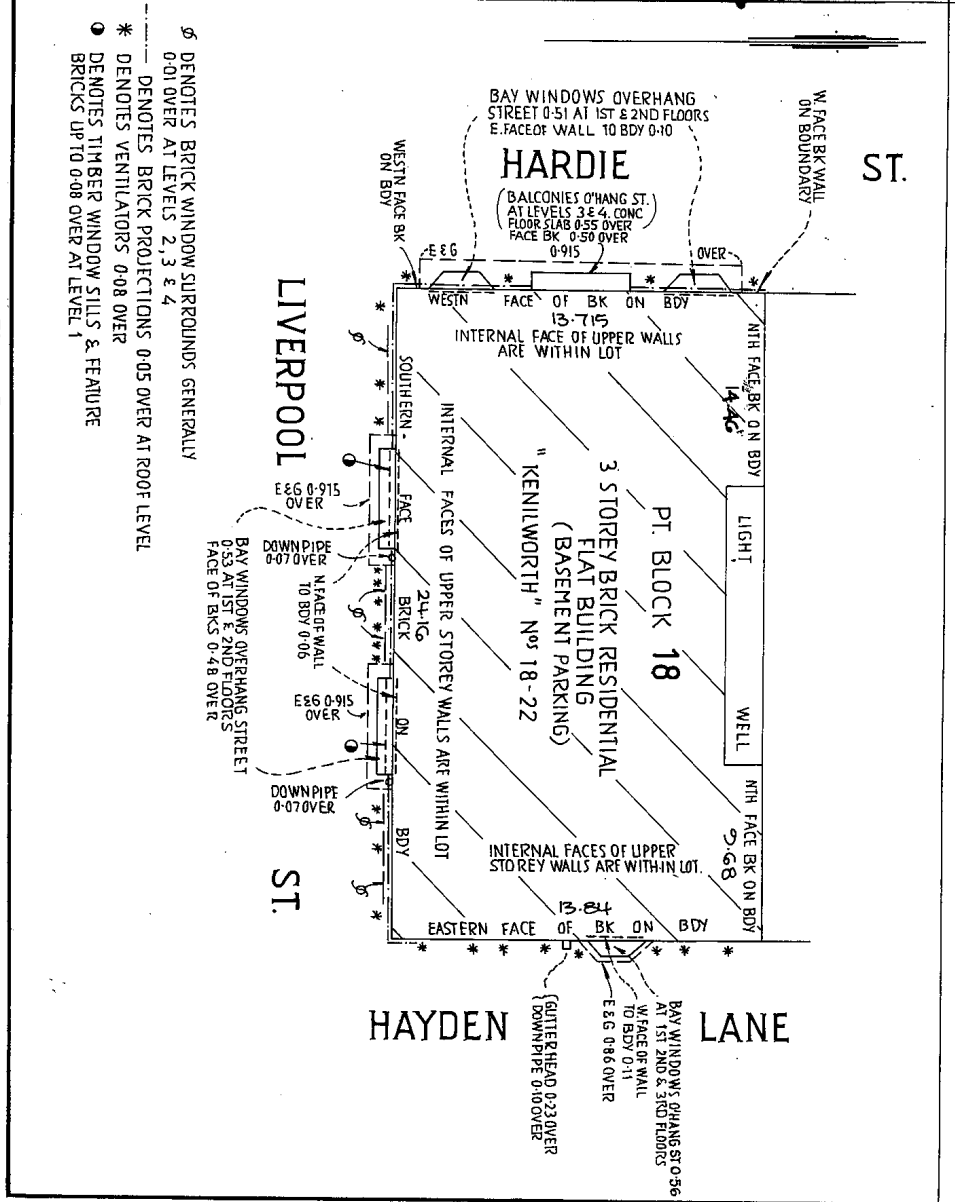 BAY WINDOWS OVERHANG
STREET 0·51 AT 1ST & 2ND FLOORS
E. FACE OF WALL TO BDY 0·10
HARDIE
ST.
W. FACE BK WALL
ON BOUNDARY
(BALCONIES O'HANG ST.
AT LEVELS 3 & 4. CONC
FLOOR SLAB 0·55 OVER
FACE BK 0·50 OVER)
WESTN FACE BK
ON BDY
E & G
0·915
OVER
WESTN FACE OF BK ON BDY
13·715
INTERNAL FACE OF UPPER WALLS
ARE WITHIN LOT
NTH FACE BK ON BDY
14·46
LIGHT WELL
NTH FACE BK ON BDY
9·68
PT. BLOCK 18
3 STOREY BRICK RESIDENTIAL
FLAT BUILDING
(BASEMENT PARKING)
"KENILWORTH" Nos 18-22
INTERNAL FACES OF UPPER STOREY WALLS ARE WITHIN LOT
SOUTHERN - FACE BRICK ON BDY
24·16
INTERNAL FACES OF UPPER
STOREY WALLS ARE WITHIN LOT.
13·84
EASTERN FACE OF BK ON BDY
HAYDEN LANE
BAY WINDOWS O'HANG ST 0·56
AT 1ST 2ND & 3RD FLOORS
W. FACE OF WALL
TO BDY 0·11
E & G 0·86 OVER
{GUTTER HEAD 0·23 OVER
{DOWNPIPE 0·10 OVER
LIVERPOOL ST.
E & G 0·915
OVER
DOWNPIPE
0·07 OVER
N. FACE OF WALL
TO BDY 0·06
E & G 0·915
OVER
DOWNPIPE
0·07 OVER
BAY WINDOWS OVERHANG STREET
0·53 AT 1ST & 2ND FLOORS
FACE OF BKS 0·48 OVER
DENOTES BRICK WINDOW SURROUNDS GENERALLY
0·01 OVER AT LEVELS 2, 3 & 4
DENOTES BRICK PROJECTIONS 0·05 OVER AT ROOF LEVEL
* DENOTES VENTILATORS 0·08 OVER
DENOTES TIMBER WINDOW SILLS & FEATURE
BRICKS UP TO 0·08 OVER AT LEVEL 1